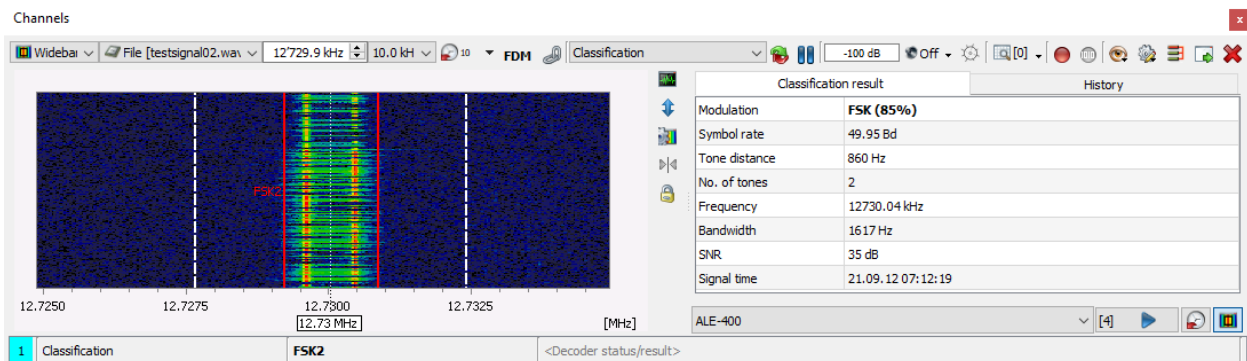 Channels
x
Widebar File [testsignal02.wav 12'729.9 kHz 10.0 kH 10 FDM Classification -100 dB Off [0]
Classification result History
Modulation FSK (85%)
Symbol rate 49.95 Bd
Tone distance 860 Hz
No. of tones 2
Frequency 12730.04 kHz
Bandwidth 1617 Hz
SNR 35 dB
Signal time 21.09.12 07:12:19
FSK2
12.7250 12.7275 12.7300 12.7325
12.73 MHz [MHz]
ALE-400 [4]
1 Classification FSK2 <Decoder status/result>